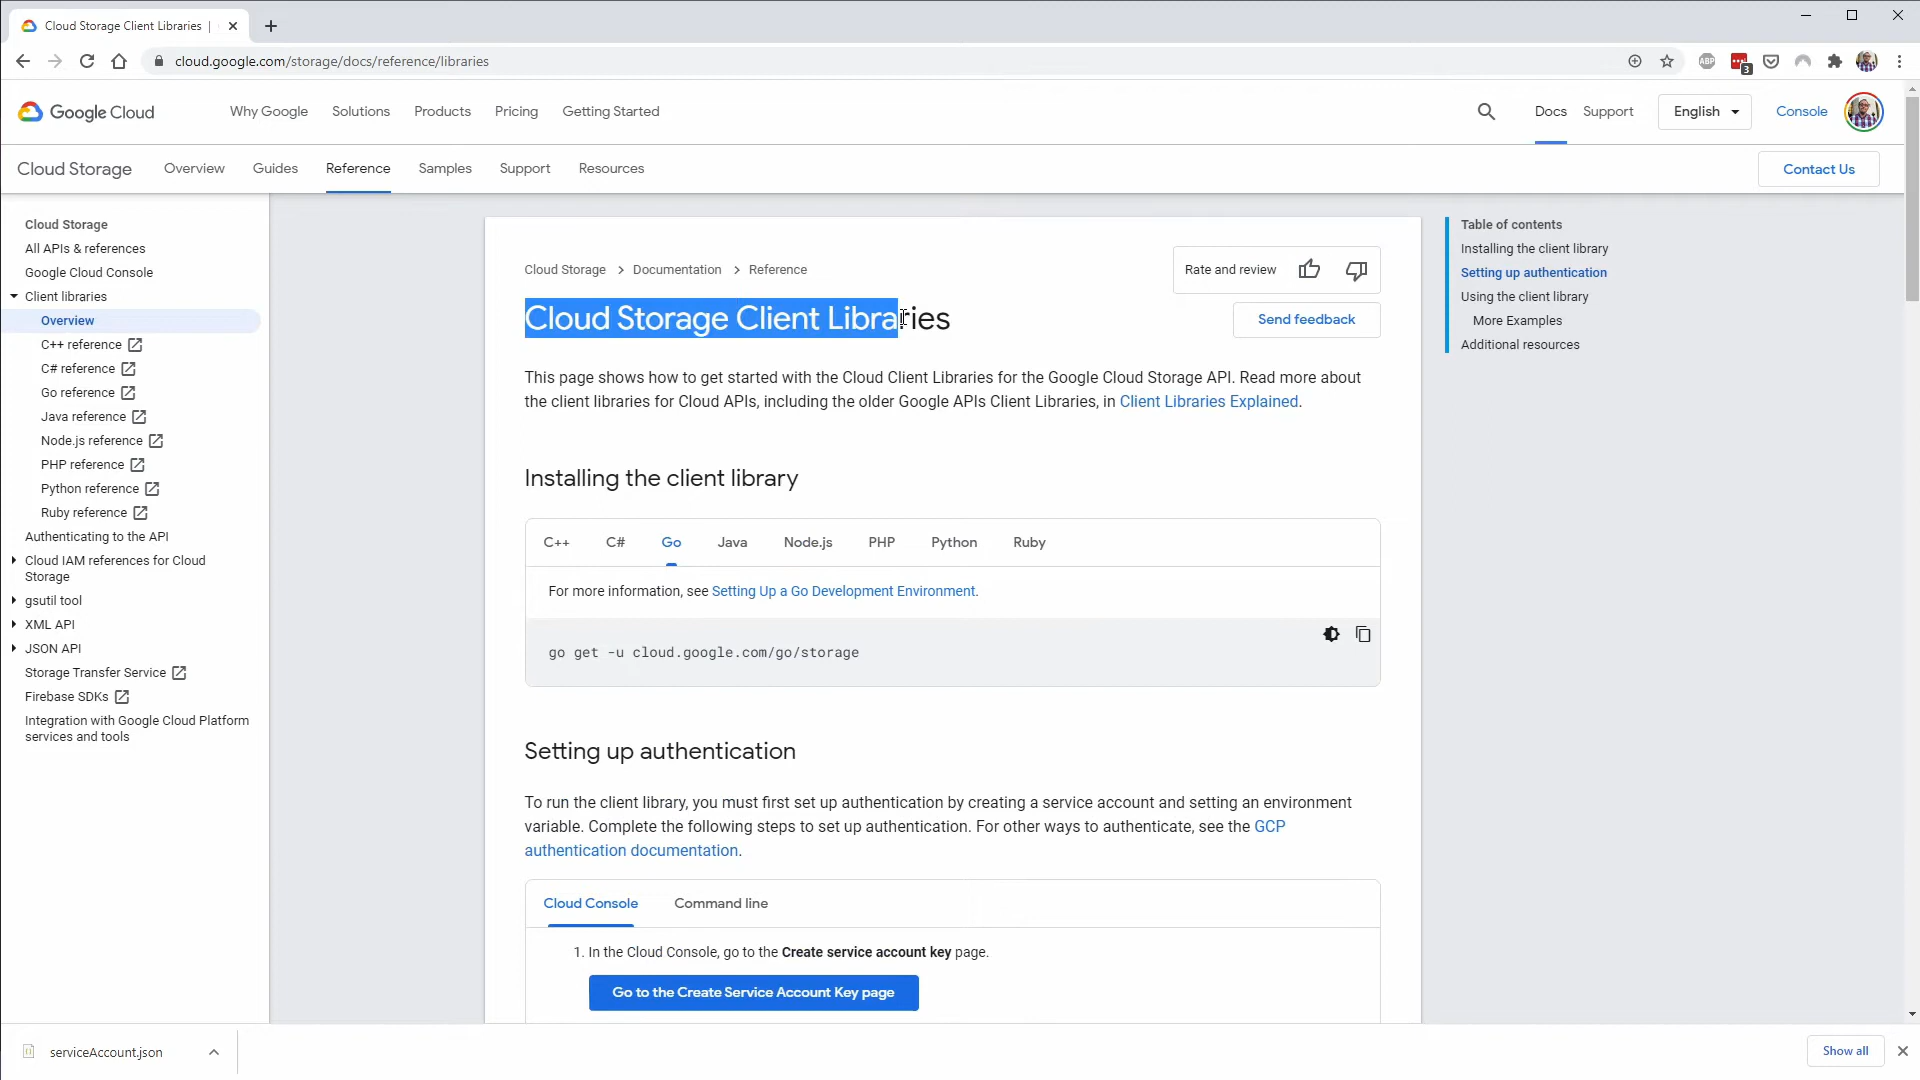 Cloud Storage Client Libraries |
cloud.google.com/storage/docs/reference/libraries
ABP
3
Google Cloud
Why Google
Solutions
Products
Pricing
Getting Started
Docs
Support
English
Console
Cloud Storage
Overview
Guides
Reference
Samples
Support
Resources
Contact Us
Cloud Storage
All APIs & references
Google Cloud Console
Client libraries
Overview
C++ reference
C# reference
Go reference
Java reference
Node.js reference
PHP reference
Python reference
Ruby reference
Authenticating to the API
Cloud IAM references for Cloud
Storage
gsutil tool
XML API
JSON API
Storage Transfer Service
Firebase SDKs
Integration with Google Cloud Platform
services and tools
Cloud Storage > Documentation > Reference
Rate and review
Cloud Storage Client Libraries
Send feedback
This page shows how to get started with the Cloud Client Libraries for the Google Cloud Storage API. Read more about
the client libraries for Cloud APIs, including the older Google APIs Client Libraries, in Client Libraries Explained.
Installing the client library
C++
C#
Go
Java
Node.js
PHP
Python
Ruby
For more information, see Setting Up a Go Development Environment.
go get -u cloud.google.com/go/storage
Setting up authentication
To run the client library, you must first set up authentication by creating a service account and setting an environment
variable. Complete the following steps to set up authentication. For other ways to authenticate, see the GCP
authentication documentation.
Cloud Console
Command line
1. In the Cloud Console, go to the Create service account key page.
Go to the Create Service Account Key page
Table of contents
Installing the client library
Setting up authentication
Using the client library
More Examples
Additional resources
serviceAccount.json
Show all